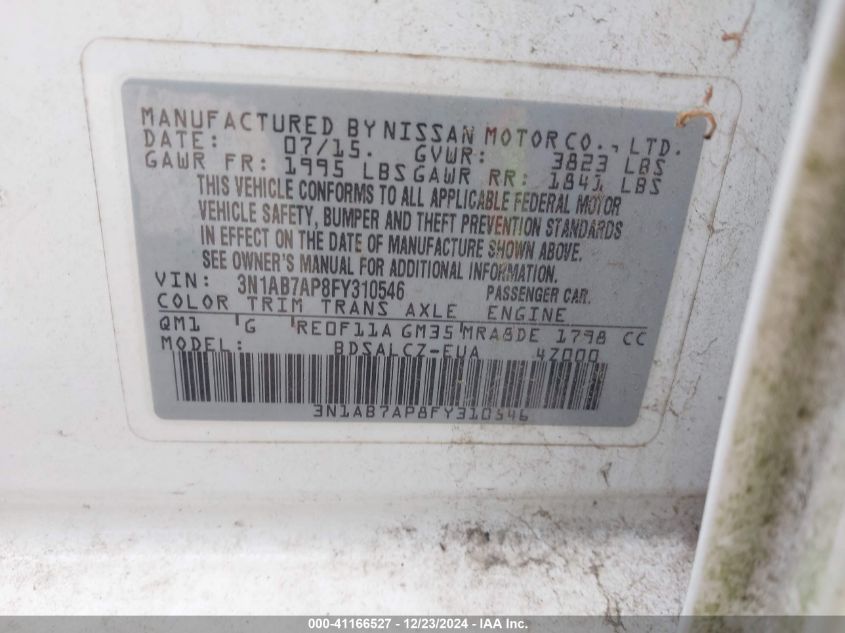 MANUFACTURED BY NISSAN MOTOR CO., LTD.
DATE: 07/15. GVWR: 3823 LBS
GAWR FR: 1995 LBS GAWR RR: 1841 LBS
THIS VEHICLE CONFORMS TO ALL APPLICABLE FEDERAL MOTOR
VEHICLE SAFETY, BUMPER AND THEFT PREVENTION STANDARDS
IN EFFECT ON THE DATE OF MANUFACTURE SHOWN ABOVE.
SEE OWNER'S MANUAL FOR ADDITIONAL INFORMATION.
VIN: 3N1AB7AP8FY310546 PASSENGER CAR.
COLOR TRIM TRANS AXLE ENGINE
QM1 G RE0F11A GM35 MRA8DE 1798 CC
MODEL: BDSALCZ-EUA 4Z000
3N1AB7AP8FY310546
000-41166527 - 12/23/2024 - IAA Inc.